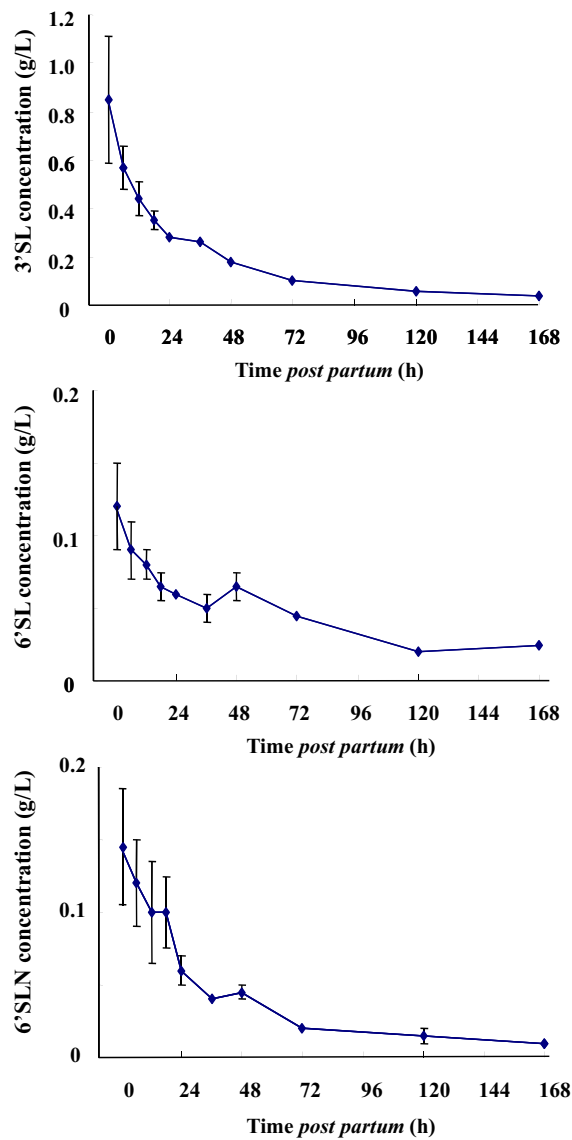 3’SL concentration (g/L)
1.2
1.0
0.8
0.6
0.4
0.2
0
0 24 48 72 96 120 144 168
Time post partum (h)
6’SL concentration (g/L)
0.2
0.1
0
0 24 48 72 96 120 144 168
Time post partum (h)
6’SLN concentration (g/L)
0.2
0.1
0
0 24 48 72 96 120 144 168
Time post partum (h)